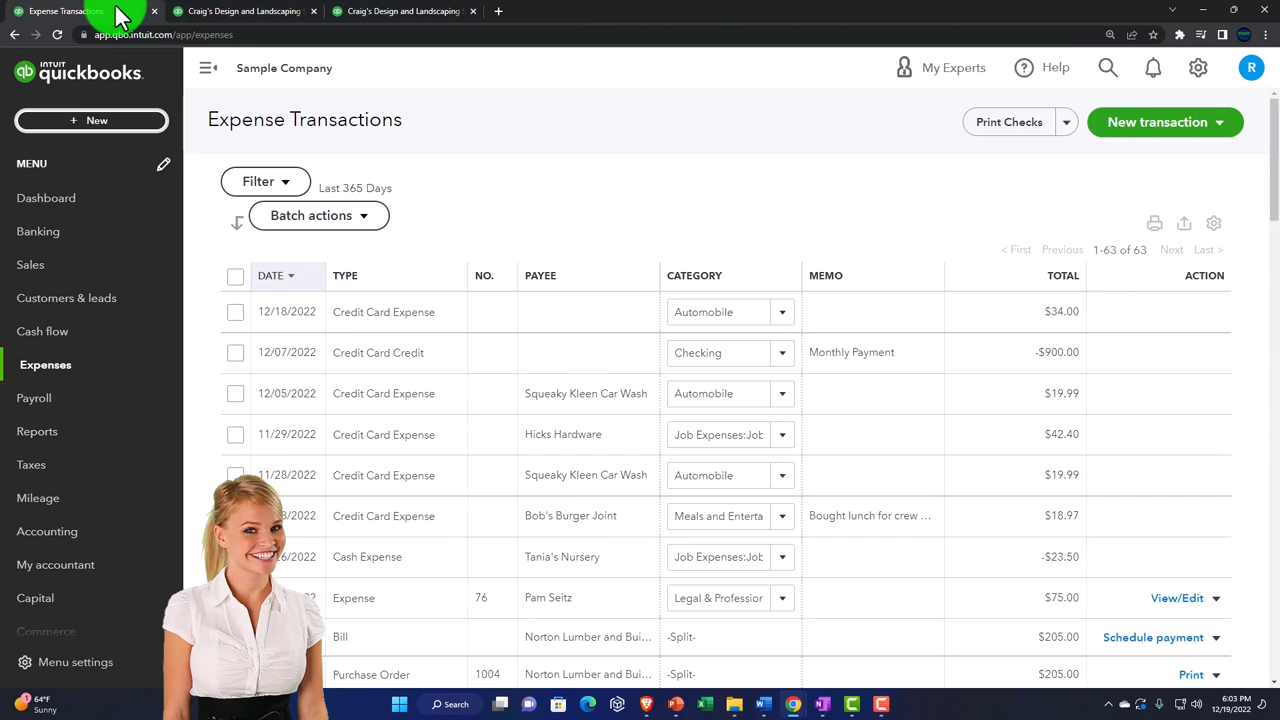 Expense Transactions
Craig's Design and Landscaping
Craig's Design and Landscaping
app.qbo.intuit.com/app/expenses
INTUIT
quickbooks.
Sample Company
My Experts
Help
R
+ New
Expense Transactions
Print Checks
New transaction
MENU
Dashboard
Banking
Sales
Customers & leads
Cash flow
Expenses
Payroll
Reports
Taxes
Mileage
Accounting
My accountant
Capital
Commerce
Menu settings
Filter
Last 365 Days
Batch actions
< First Previous 1-63 of 63 Next Last >
DATE TYPE NO. PAYEE CATEGORY MEMO TOTAL ACTION
12/18/2022 Credit Card Expense Automobile $34.00
12/07/2022 Credit Card Credit Checking Monthly Payment -$900.00
12/05/2022 Credit Card Expense Squeaky Kleen Car Wash Automobile $19.99
11/29/2022 Credit Card Expense Hicks Hardware Job Expenses:Job $42.40
11/28/2022 Credit Card Expense Squeaky Kleen Car Wash Automobile $19.99
Credit Card Expense Bob's Burger Joint Meals and Enterta Bought lunch for crew ... $18.97
Cash Expense Tania's Nursery Job Expenses:Job -$23.50
Expense 76 Pam Seitz Legal & Profession $75.00 View/Edit
Bill Norton Lumber and Bui... -Split- $205.00 Schedule payment
Purchase Order 1004 Norton Lumber and Bui... -Split- $205.00 Print
64°F
Sunny
Search
6:03 PM
12/19/2022